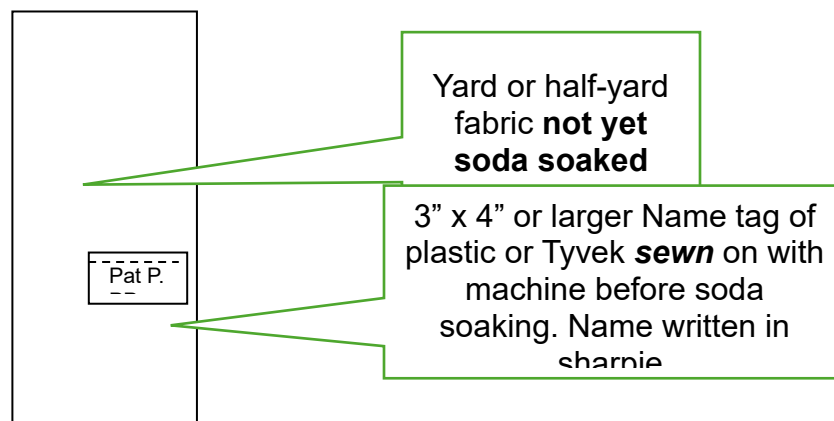 Yard or half-yard
fabric not yet
soda soaked
3” x 4” or larger Name tag of
plastic or Tyvek sewn on with
machine before soda
soaking. Name written in
sharpie
Pat P.